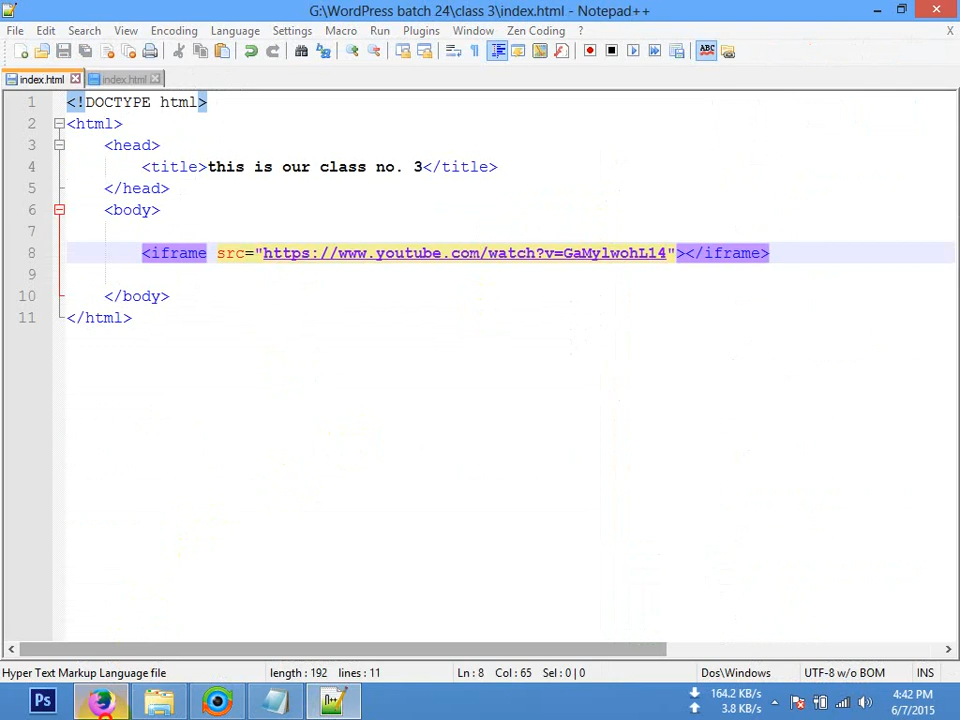 G:\WordPress batch 24\class 3\index.html - Notepad++
File Edit Search View Encoding Language Settings Macro Run Plugins Window Zen Coding ? X
index.html index.html
1 <!DOCTYPE html>
2 <html>
3 <head>
4 <title>this is our class no. 3</title>
5 </head>
6 <body>
7
8 <iframe src="https://www.youtube.com/watch?v=GaMylwohL14"></iframe>
9
10 </body>
11 </html>
Hyper Text Markup Language file length : 192 lines : 11 Ln : 8 Col : 65 Sel : 0 | 0 Dos\Windows UTF-8 w/o BOM INS
Ps 164.2 KB/s 4:42 PM
3.8 KB/s 6/7/2015